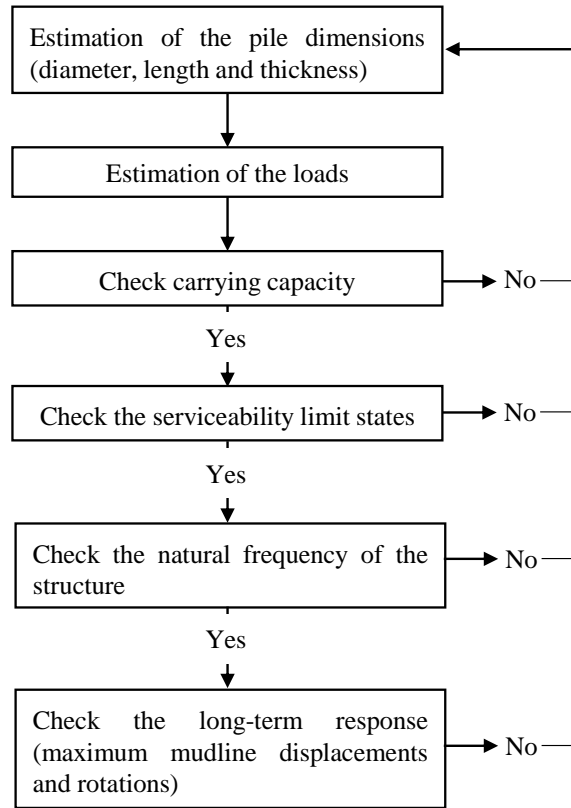 Estimation of the pile dimensions
(diameter, length and thickness)
Estimation of the loads
Check carrying capacity
No
Yes
Check the serviceability limit states
No
Yes
Check the natural frequency of the
structure
No
Yes
Check the long-term response
(maximum mudline displacements
and rotations)
No